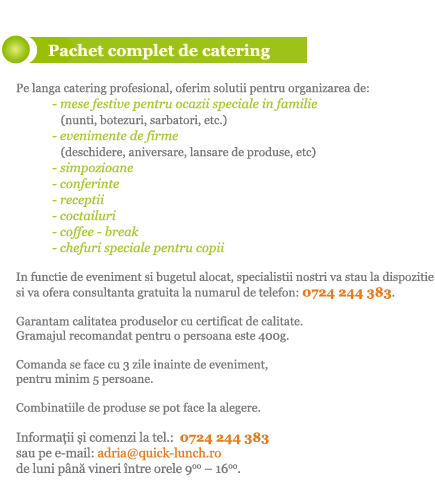 Pachet complet de catering
Pe langa catering profesional, oferim solutii pentru organizarea de:
- mese festive pentru ocazii speciale in familie
(nunti, botezuri, sarbatori, etc.)
- evenimente de firme
(deschidere, aniversare, lansare de produse, etc)
- simpozioane
- conferinte
- receptii
- coctailuri
- coffee - break
- chefuri speciale pentru copii
In functie de eveniment si bugetul alocat, specialistii nostri va stau la dispozitie
si va ofera consultanta gratuita la numarul de telefon: 0724 244 383.
Garantam calitatea produselor cu certificat de calitate.
Gramajul recomandat pentru o persoana este 400g.
Comanda se face cu 3 zile inainte de eveniment,
pentru minim 5 persoane.
Combinatiile de produse se pot face la alegere.
Informații și comenzi la tel.: 0724 244 383
sau pe e-mail: adria@quick-lunch.ro
de luni până vineri între orele 9⁰⁰ – 16⁰⁰.